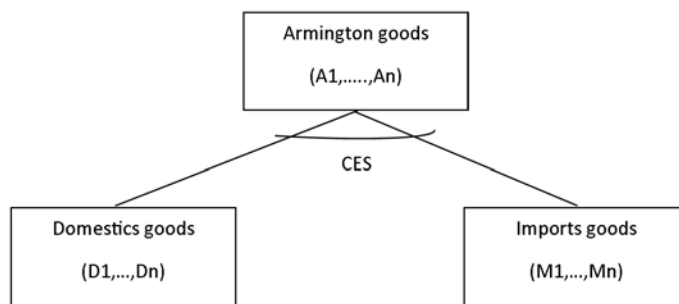 Armington goods
(A1,.....,An)
CES
Domestics goods
(D1,...,Dn)
Imports goods
(M1,...,Mn)